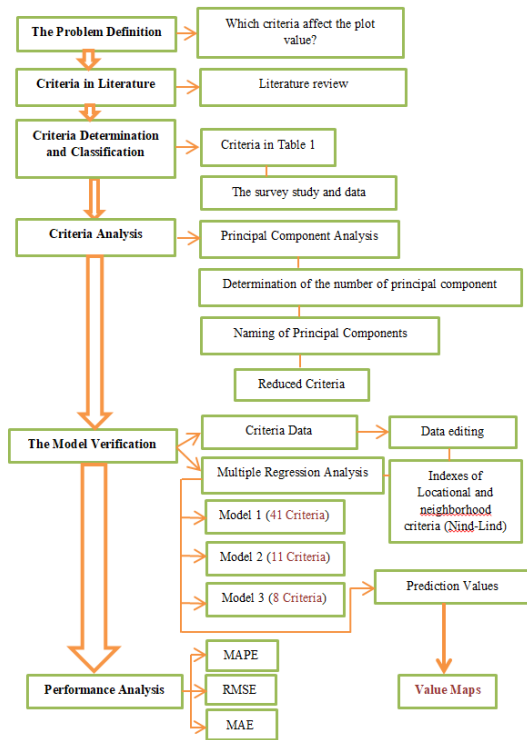 The Problem Definition
Which criteria affect the plot
value?
Criteria in Literature
Literature review
Criteria Determination
and Classification
Criteria in Table 1
The survey study and data
Criteria Analysis
Principal Component Analysis
Determination of the number of principal component
Naming of Principal Components
Reduced Criteria
The Model Verification
Criteria Data
Data editing
Multiple Regression Analysis
Indexes of
Locational and
neighborhood
criteria (Nind-Lind)
Model 1 (41 Criteria)
Model 2 (11 Criteria)
Model 3 (8 Criteria)
Prediction Values
Performance Analysis
MAPE
RMSE
MAE
Value Maps